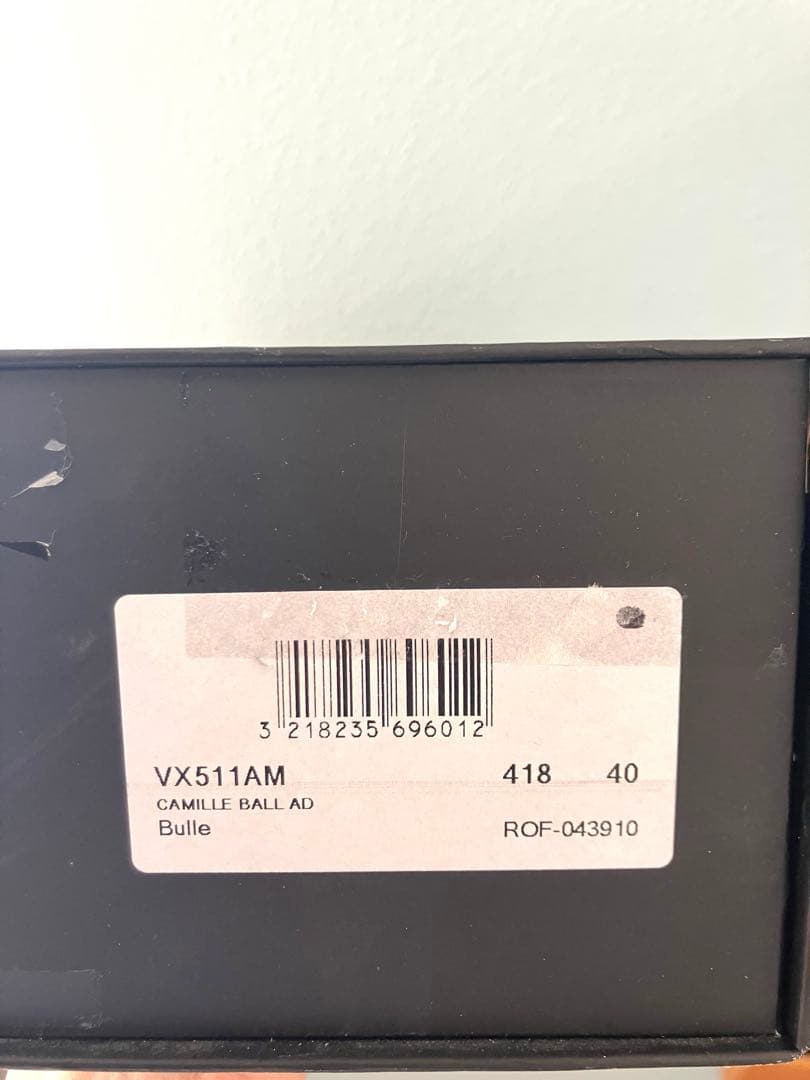 3 218235 696012
VX511AM 418 40
CAMILLE BALL AD
Bulle ROF-043910